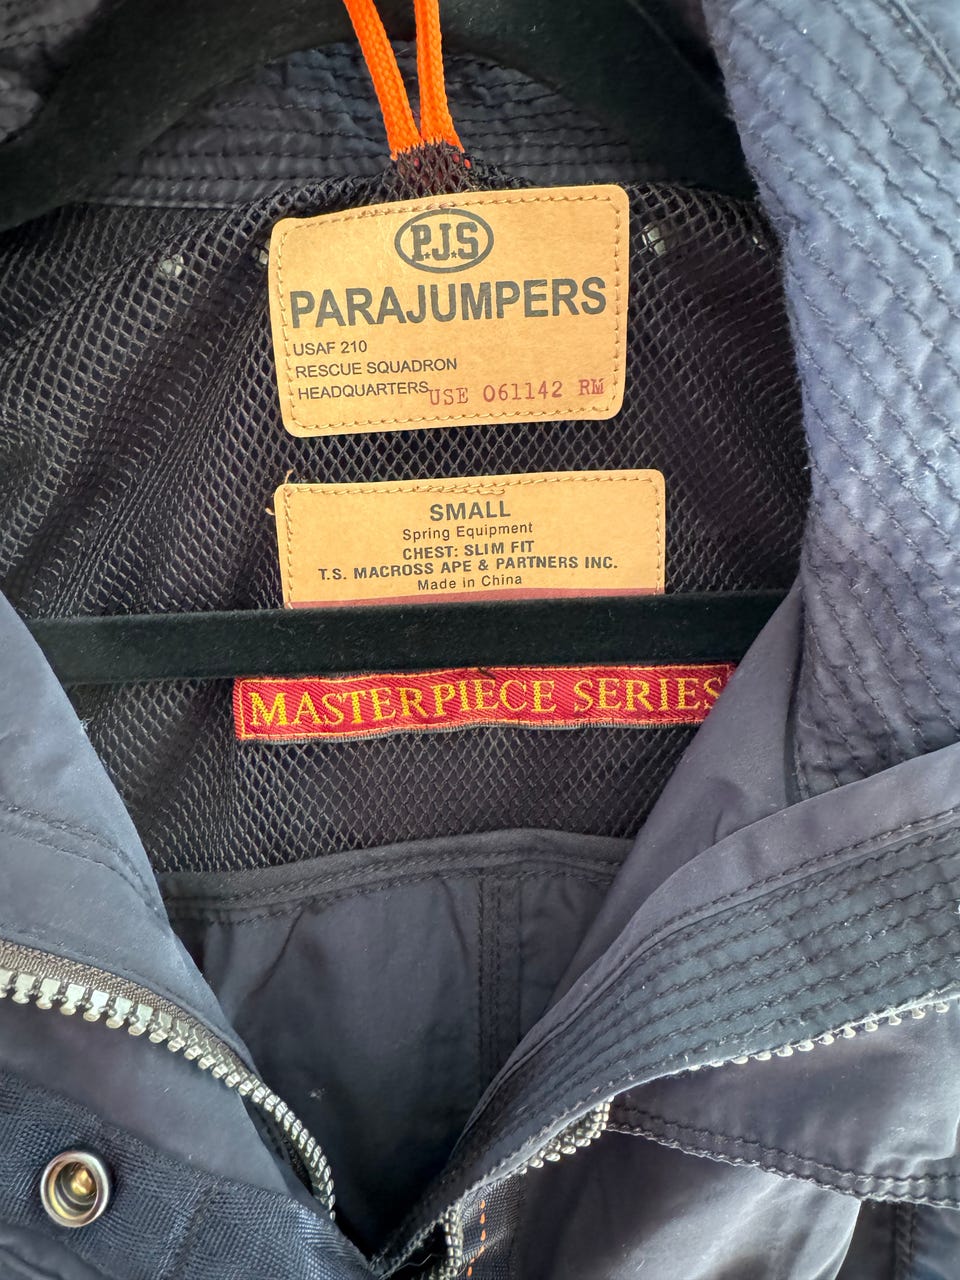 P.J.S
PARAJUMPERS
USAF 210
RESCUE SQUADRON
HEADQUARTERS USE 061142 RM
SMALL
Spring Equipment
CHEST: SLIM FIT
T.S. MACROSS APE & PARTNERS INC.
Made in China
MASTERPIECE SERIES